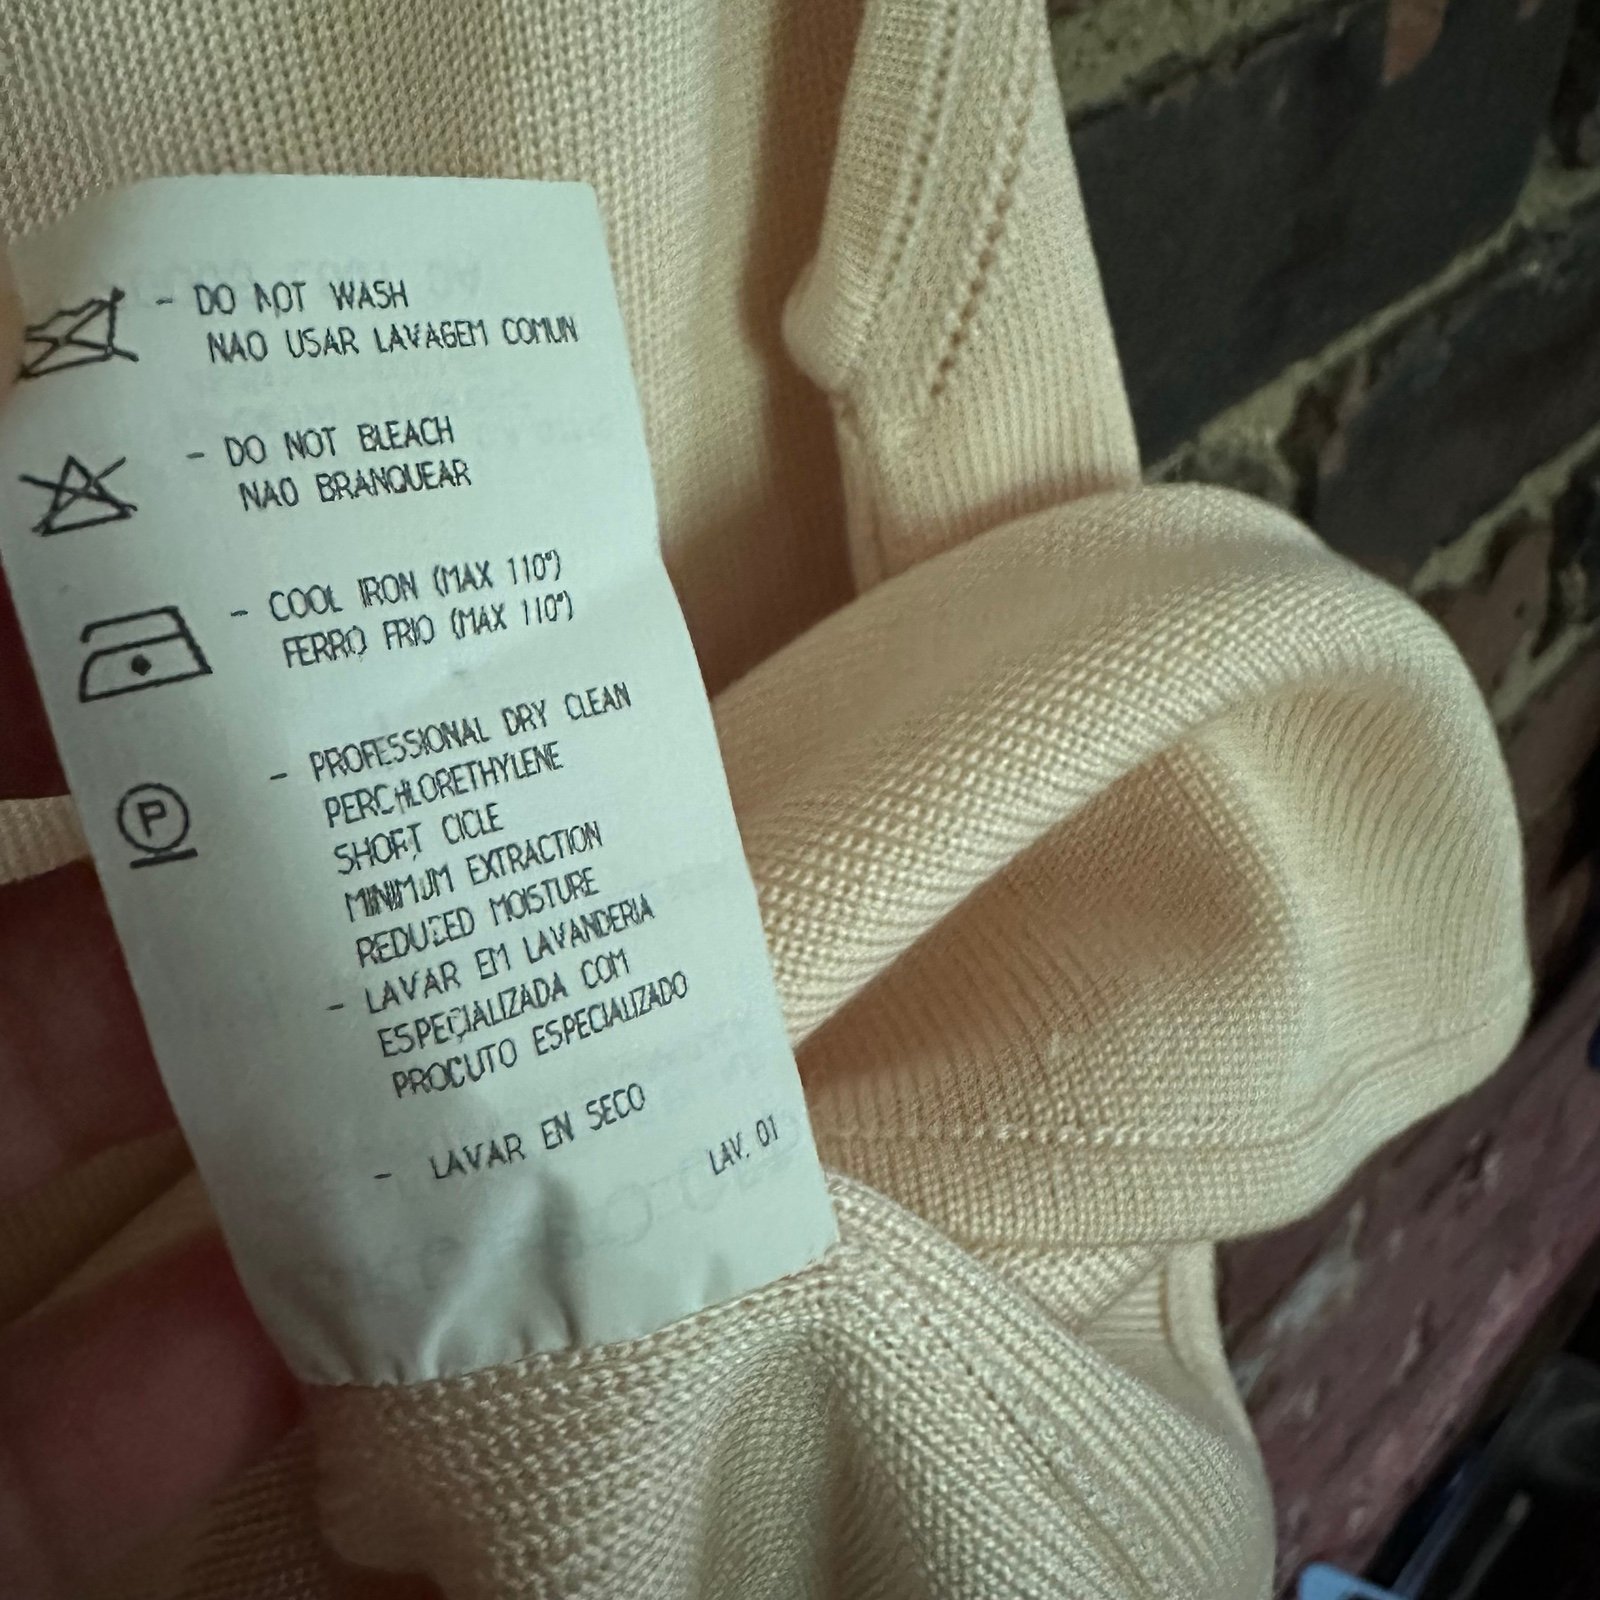 - DO NOT WASH
NAO USAR LAVAGEM COMUN
- DO NOT BLEACH
NAO BRANQUEAR
- COOL IRON (MAX 110°)
FERRO FRIO (MAX 110°)
P
- PROFESSIONAL DRY CLEAN
PERCHLORETHYLENE
SHORT CICLE
MINIMUM EXTRACTION
REDUZED MOISTURE
- LAVAR EM LAVANDERIA
ESPECIALIZADA COM
PROCUTO ESPECIALIZADO
- LAVAR EN SECO
LAV. 01